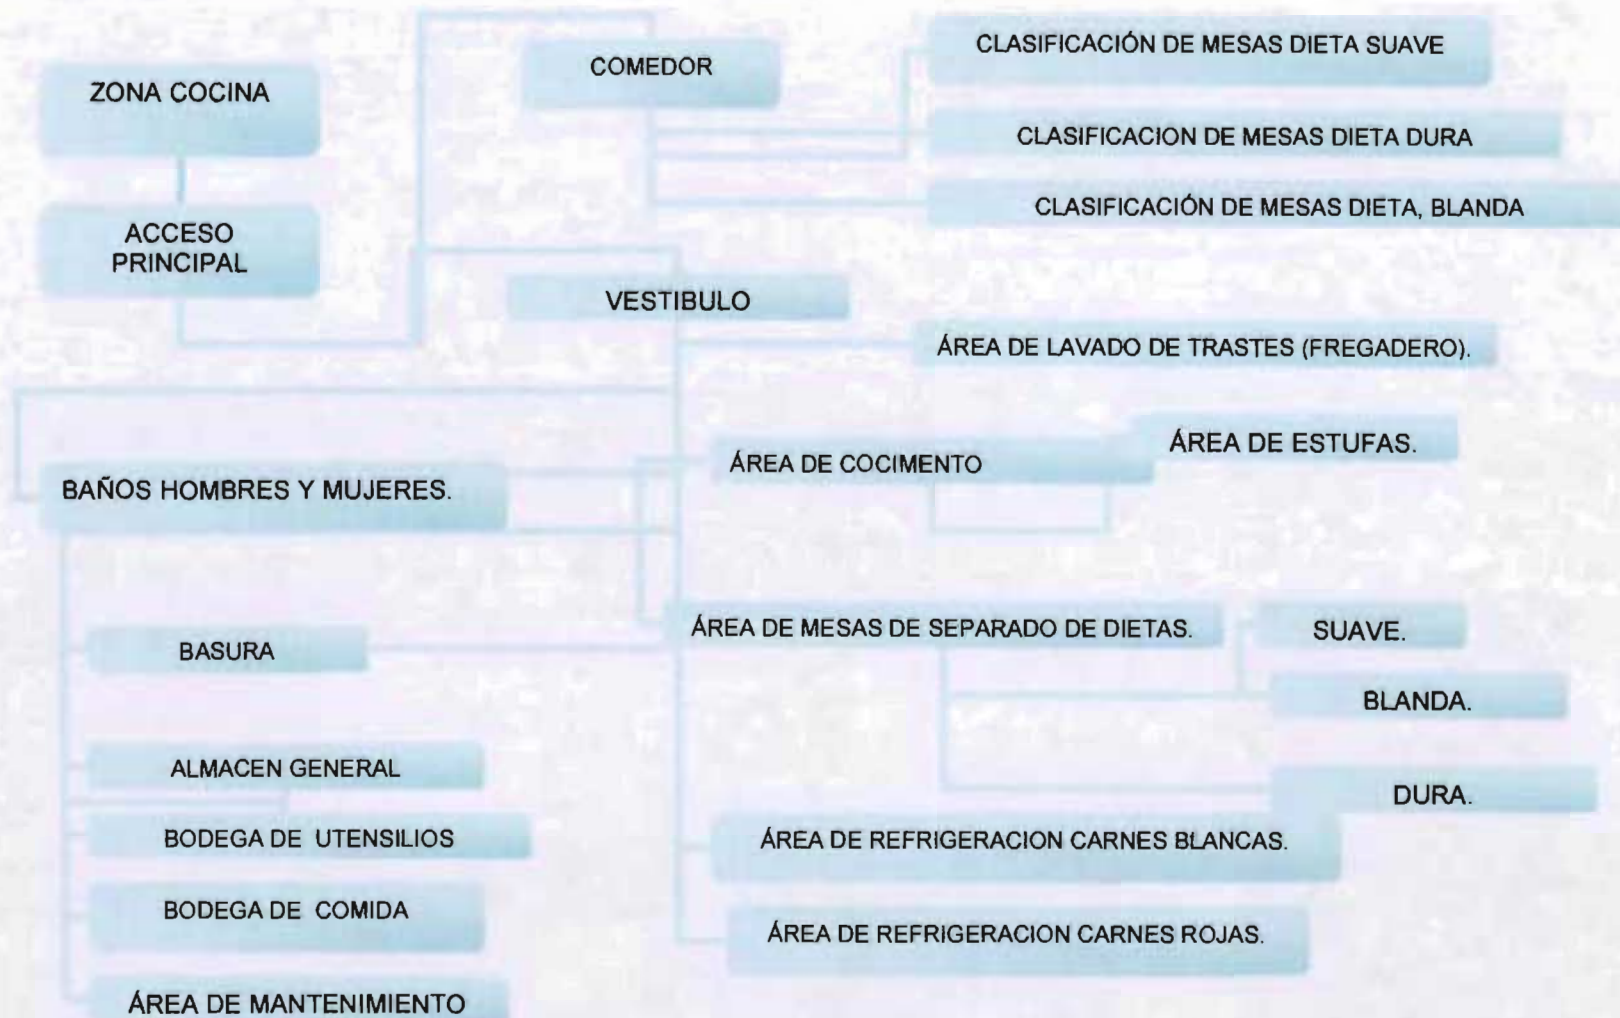 ZONA COCINA
ACCESO
PRINCIPAL
COMEDOR
CLASIFICACIÓN DE MESAS DIETA SUAVE
CLASIFICACION DE MESAS DIETA DURA
CLASIFICACIÓN DE MESAS DIETA, BLANDA
VESTIBULO
ÁREA DE LAVADO DE TRASTES (FREGADERO).
ÁREA DE COCIMENTO
ÁREA DE ESTUFAS.
BAÑOS HOMBRES Y MUJERES.
ÁREA DE MESAS DE SEPARADO DE DIETAS.
SUAVE.
BLANDA.
DURA.
BASURA
ALMACEN GENERAL
BODEGA DE UTENSILIOS
BODEGA DE COMIDA
ÁREA DE MANTENIMIENTO
ÁREA DE REFRIGERACION CARNES BLANCAS.
ÁREA DE REFRIGERACION CARNES ROJAS.